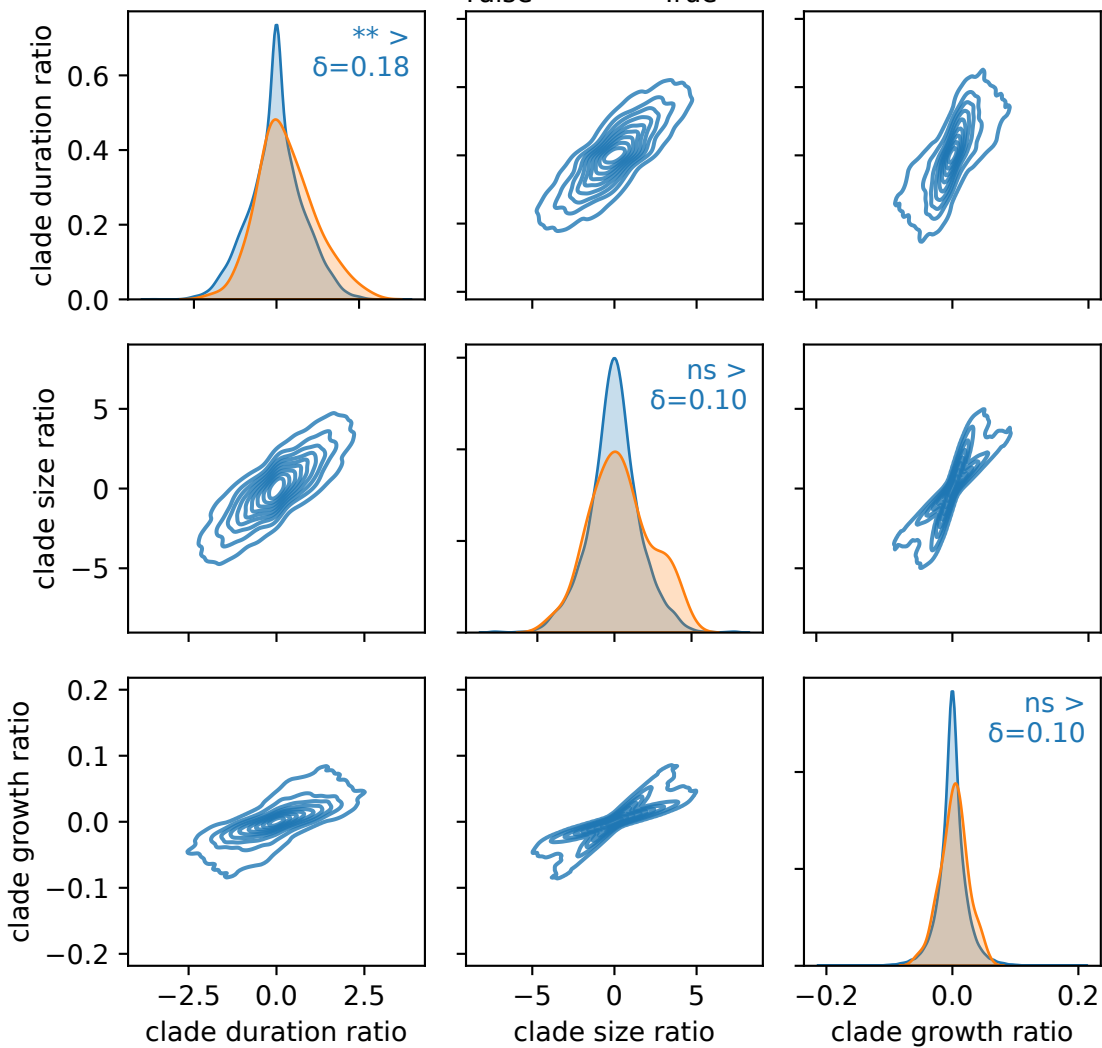 False True
clade duration ratio
0.6
0.4
0.2
0.0
** >
δ=0.18
clade size ratio
5
0
−5
ns >
δ=0.10
clade growth ratio
0.2
0.1
0.0
−0.1
−0.2
ns >
δ=0.10
−2.5 0.0 2.5
−5 0 5
−0.2 0.0 0.2
clade duration ratio
clade size ratio
clade growth ratio